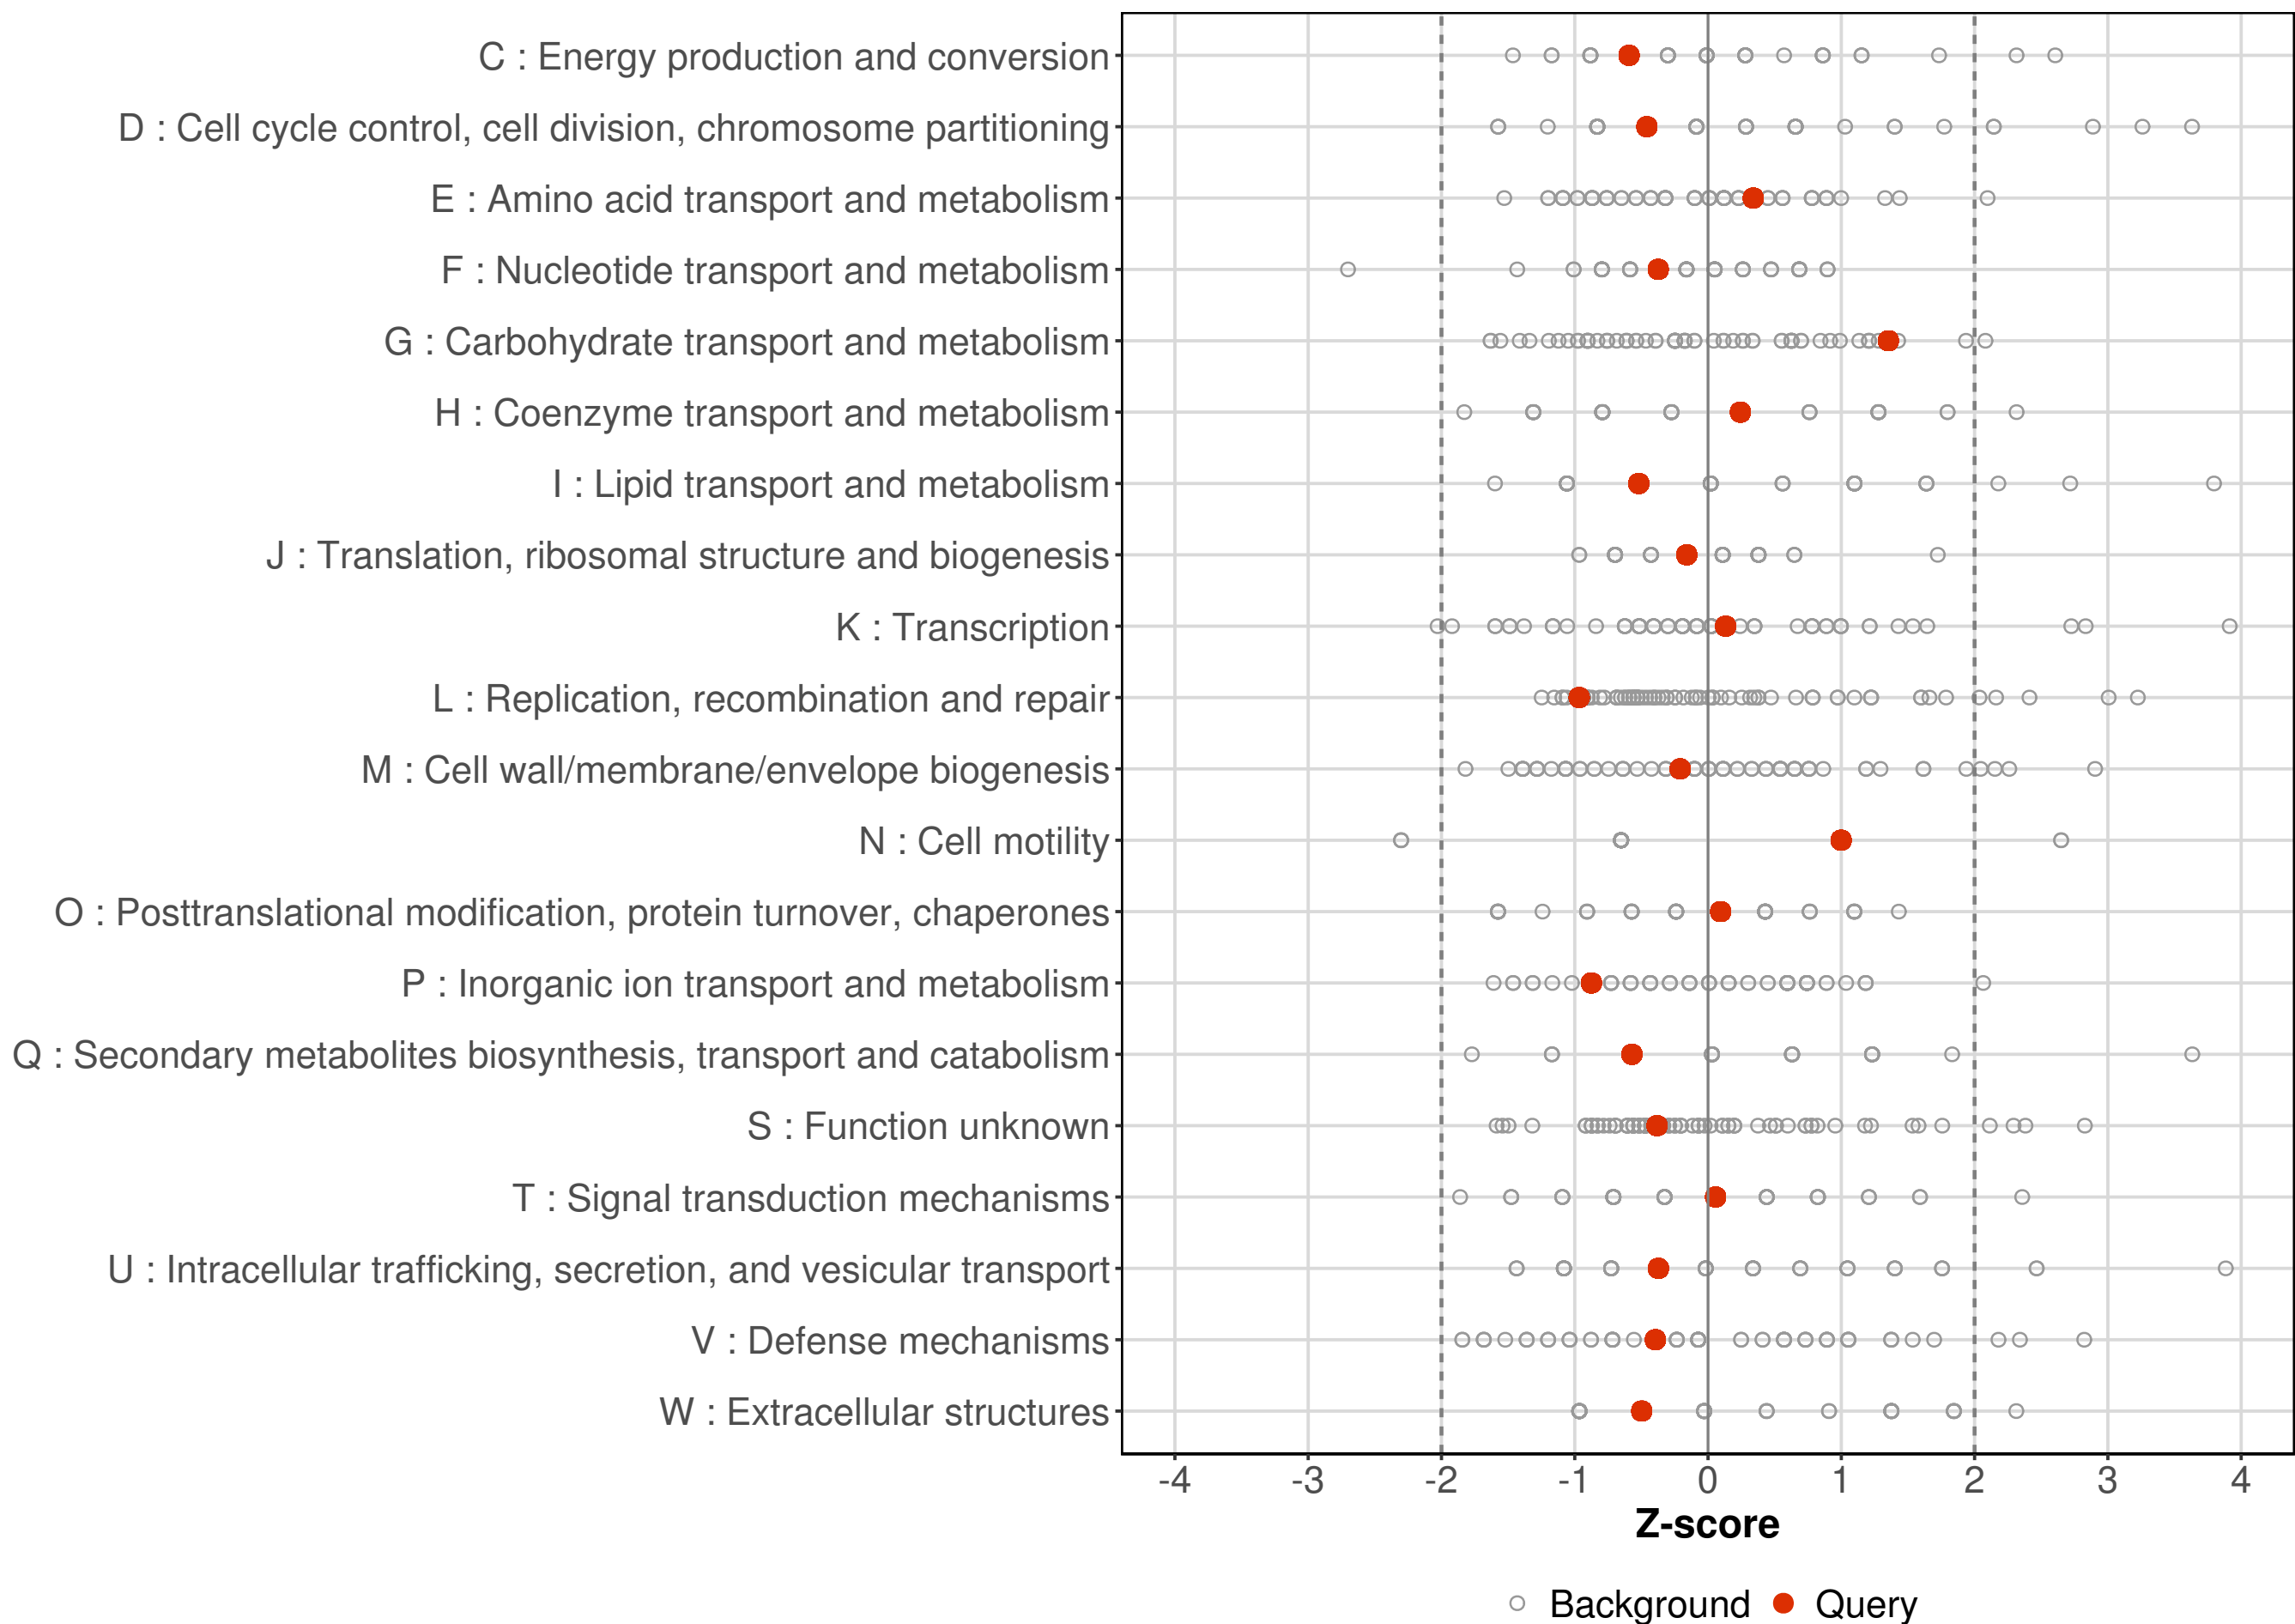 C : Energy production and conversion
D : Cell cycle control, cell division, chromosome partitioning
E : Amino acid transport and metabolism
F : Nucleotide transport and metabolism
G : Carbohydrate transport and metabolism
H : Coenzyme transport and metabolism
I : Lipid transport and metabolism
J : Translation, ribosomal structure and biogenesis
K : Transcription
L : Replication, recombination and repair
M : Cell wall/membrane/envelope biogenesis
N : Cell motility
O : Posttranslational modification, protein turnover, chaperones
P : Inorganic ion transport and metabolism
Q : Secondary metabolites biosynthesis, transport and catabolism
S : Function unknown
T : Signal transduction mechanisms
U : Intracellular trafficking, secretion, and vesicular transport
V : Defense mechanisms
W : Extracellular structures
-4 -3 -2 -1 0 1 2 3 4
Z-score
Background Query